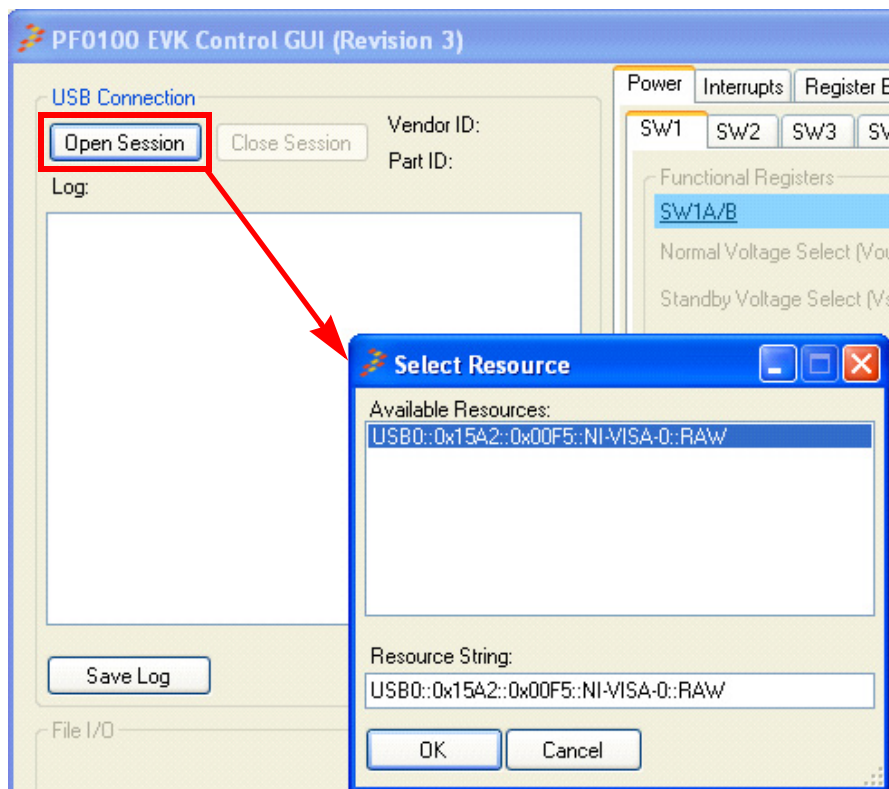 PF0100 EVK Control GUI (Revision 3)
USB Connection
Open Session
Close Session
Vendor ID:
Part ID:
Log:
Power
Interrupts
Register E
SW1
SW2
SW3
SV
Functional Registers
SW1A/B
Normal Voltage Select (Vou
Standby Voltage Select (Vs
Select Resource
Available Resources:
USB0::0x15A2::0x00F5::NI-VISA-0::RAW
Resource String:
USB0::0x15A2::0x00F5::NI-VISA-0::RAW
OK
Cancel
Save Log
File I/O